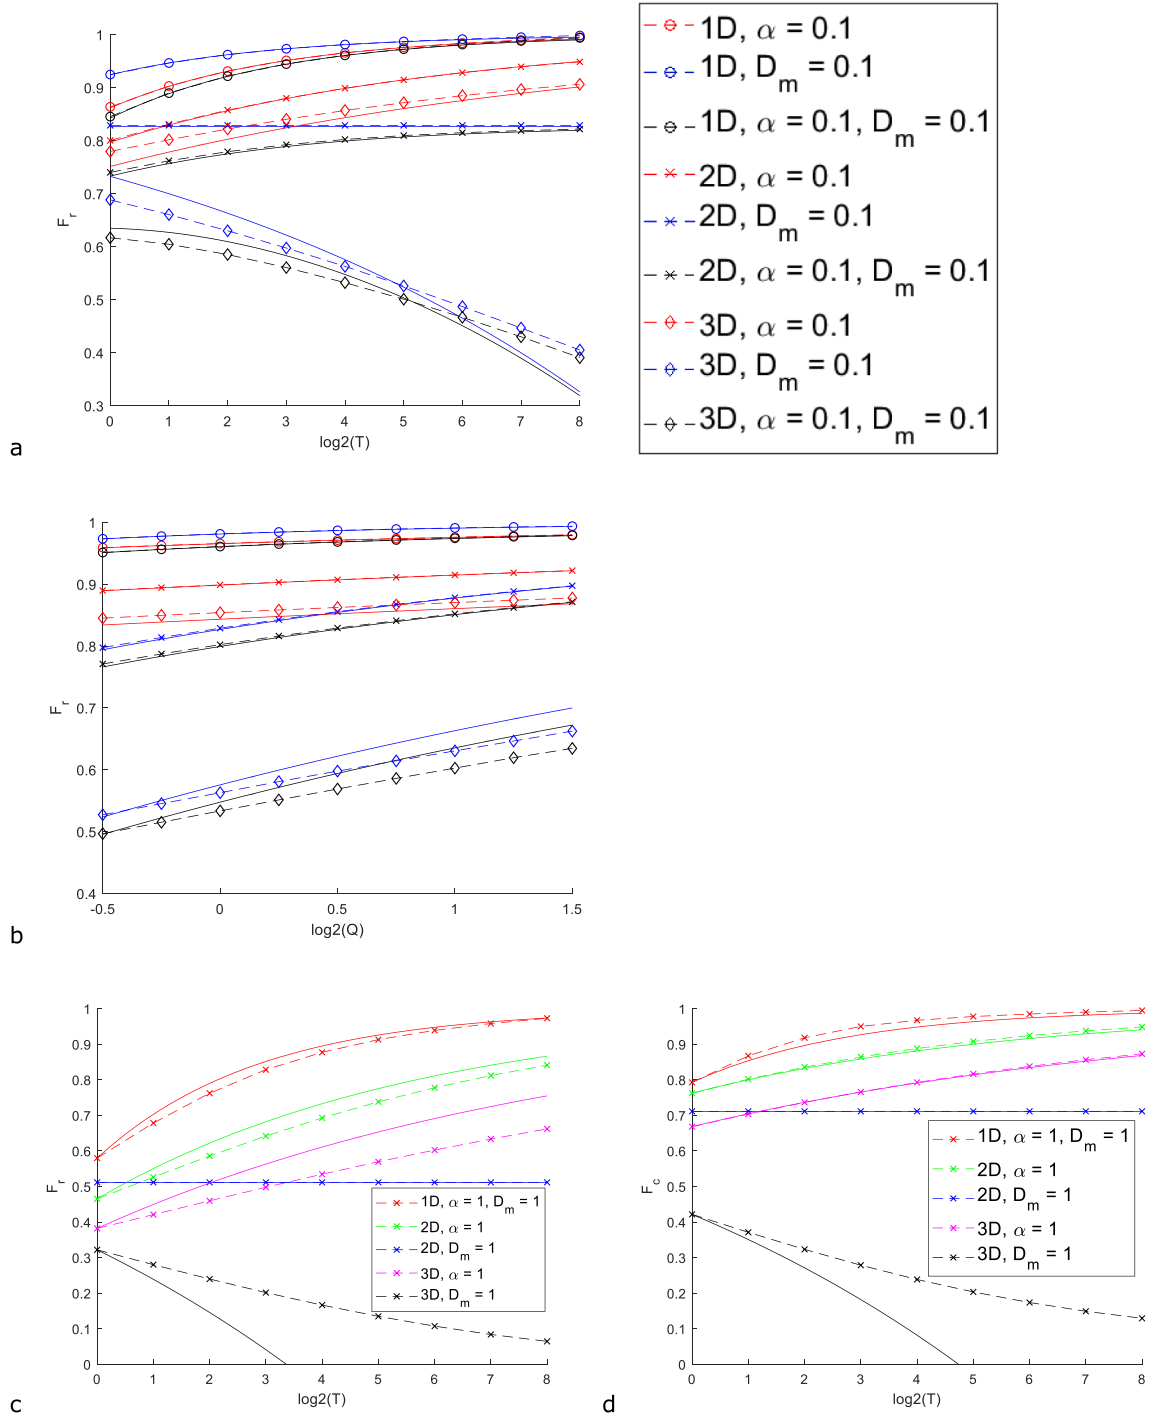 1
0.9
0.8
0.7
0.6
0.5
0.4
0.3
F_r
0 1 2 3 4 5 6 7 8
log2(T)
a
1D, α = 0.1
1D, D_m = 0.1
1D, α = 0.1, D_m = 0.1
2D, α = 0.1
2D, D_m = 0.1
2D, α = 0.1, D_m = 0.1
3D, α = 0.1
3D, D_m = 0.1
3D, α = 0.1, D_m = 0.1
1
0.9
0.8
0.7
0.6
0.5
0.4
F_r
-0.5 0 0.5 1 1.5
log2(Q)
b
1
0.9
0.8
0.7
0.6
0.5
0.4
0.3
0.2
0.1
0
F_r
0 1 2 3 4 5 6 7 8
log2(T)
1D, α = 1, D_m = 1
2D, α = 1
2D, D_m = 1
3D, α = 1
3D, D_m = 1
c
1
0.9
0.8
0.7
0.6
0.5
0.4
0.3
0.2
0.1
0
F_c
0 1 2 3 4 5 6 7 8
log2(T)
1D, α = 1, D_m = 1
2D, α = 1
2D, D_m = 1
3D, α = 1
3D, D_m = 1
d